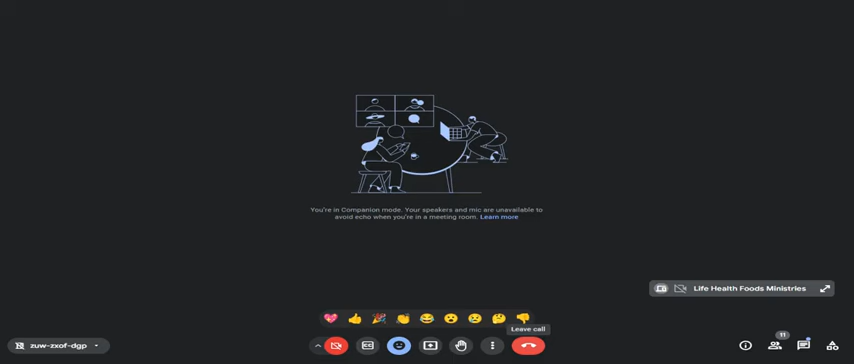 You're in Companion mode. Your speakers and mic are unavailable to
avoid echo when you're in a meeting room. Learn more
Life Health Foods Ministries
Leave call
11
zuw-zxof-dgp
CC